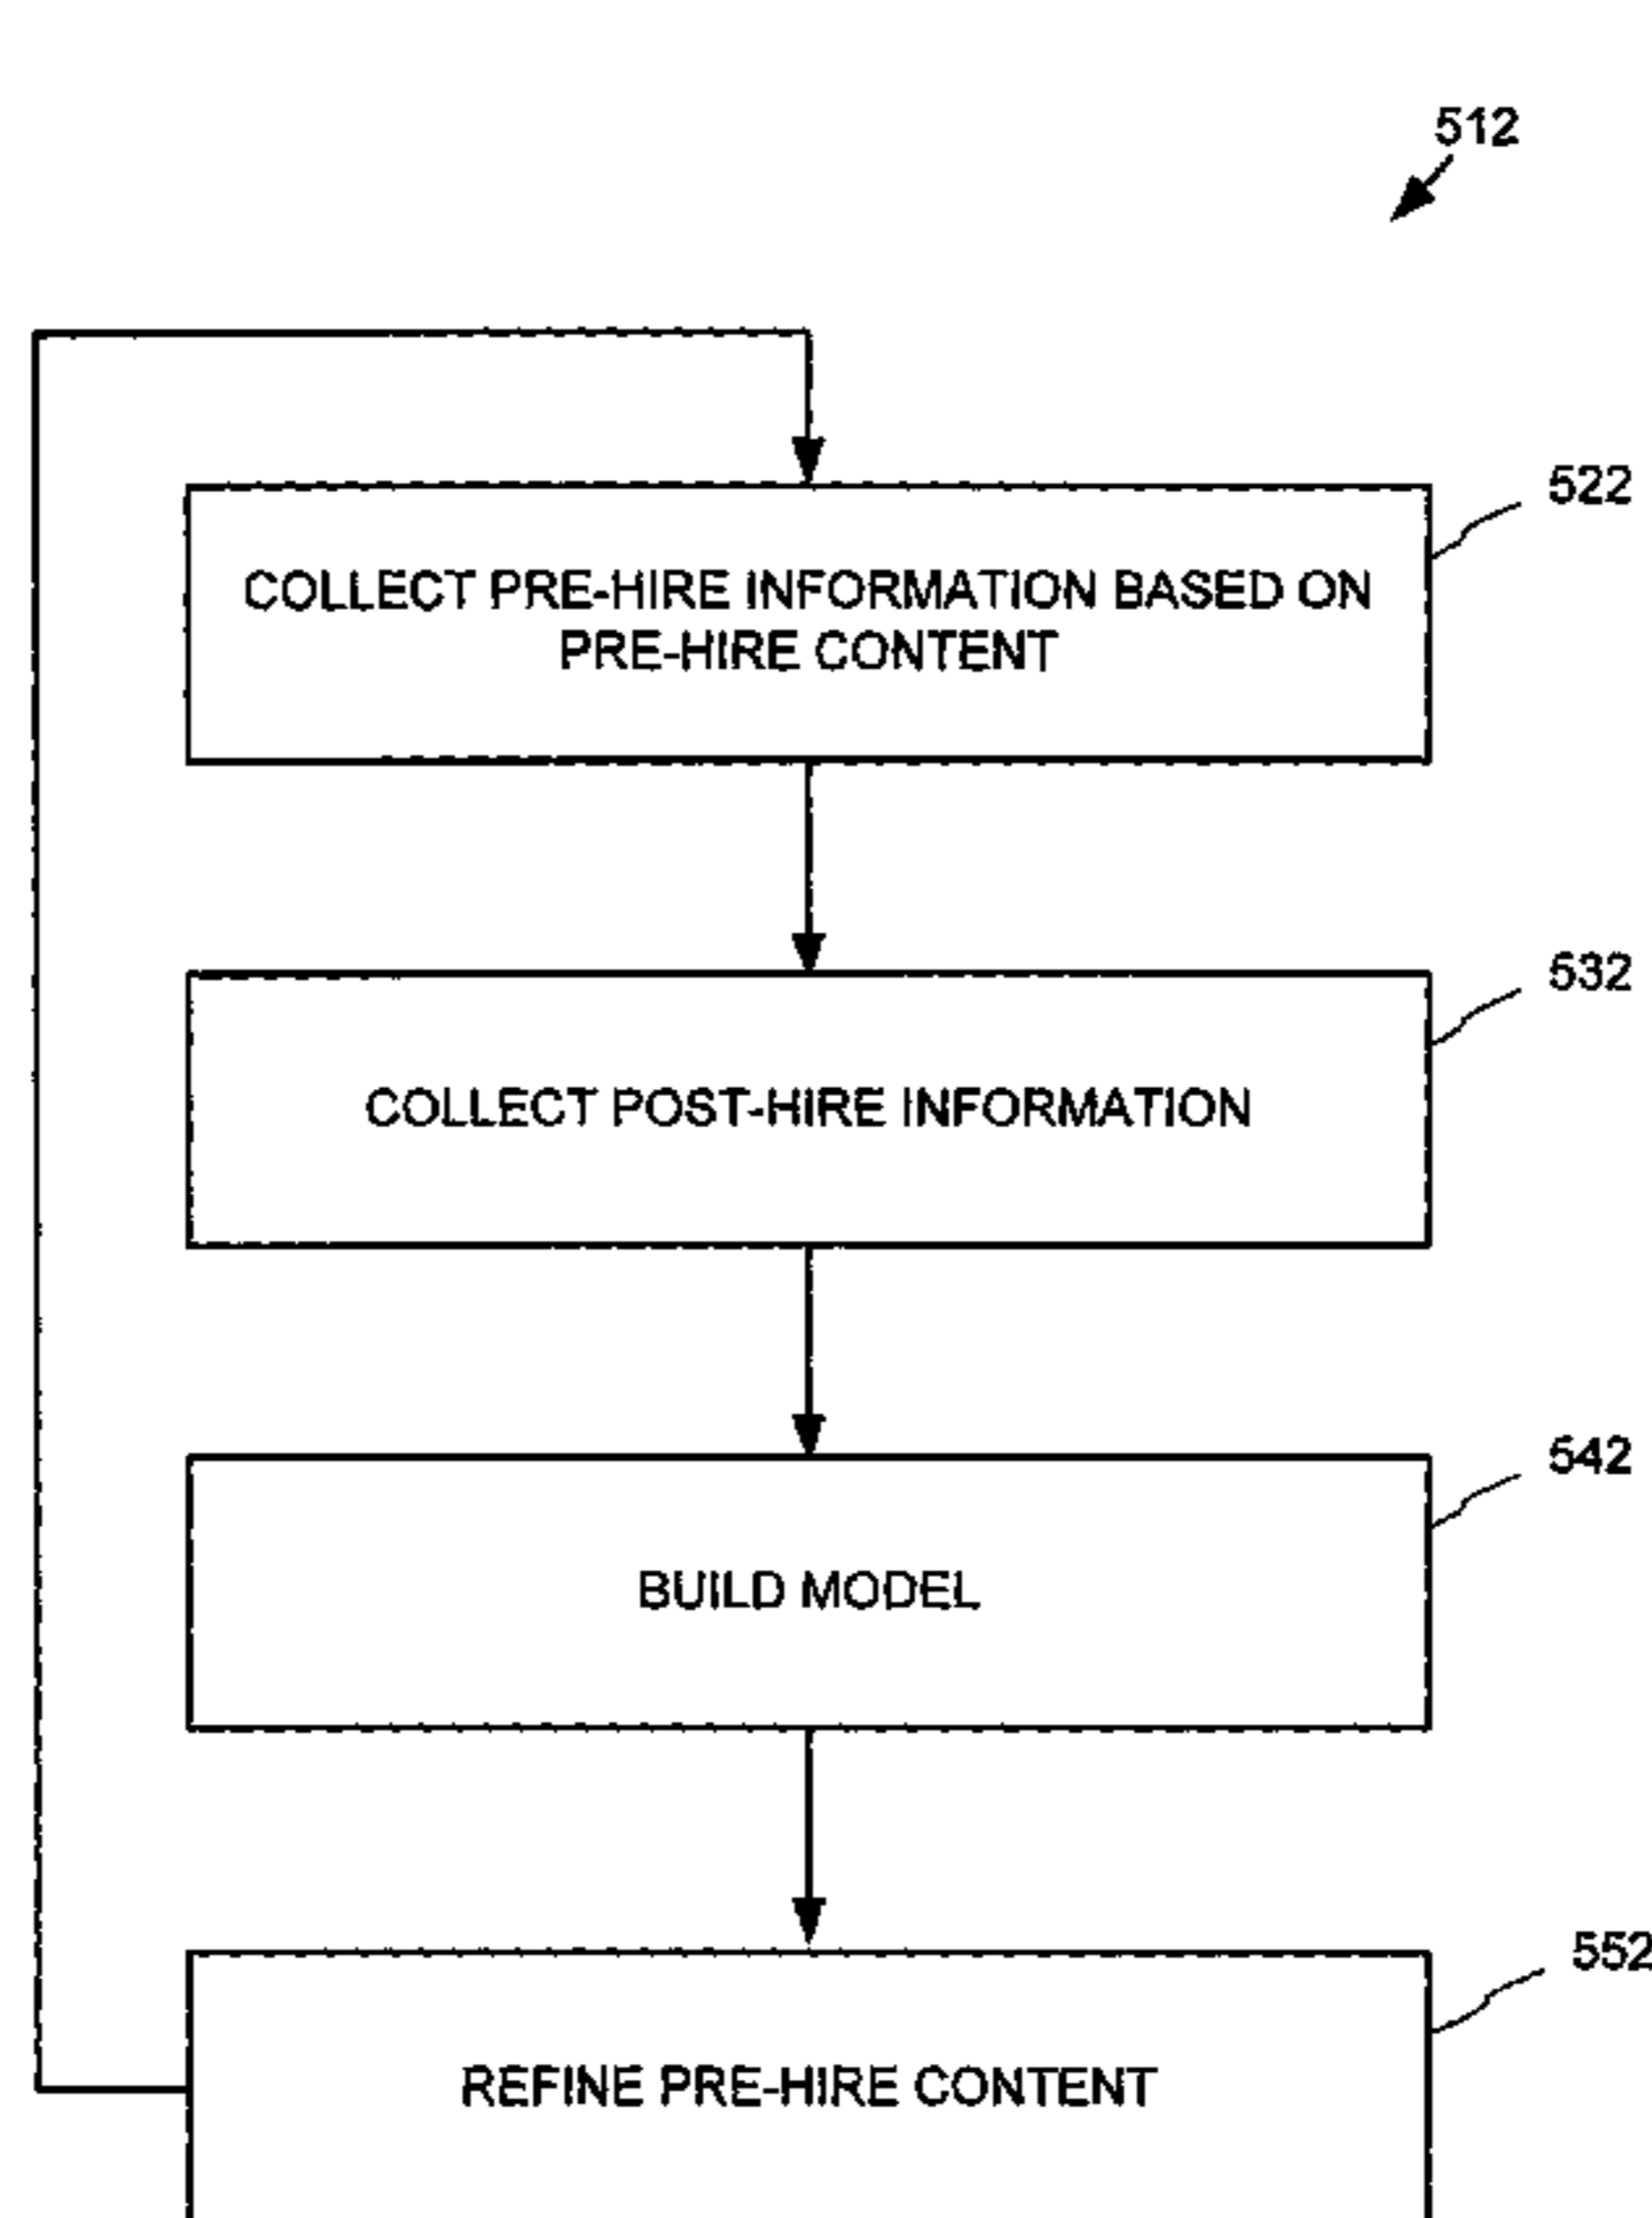 512
522
COLLECT PRE-HIRE INFORMATION BASED ON
PRE-HIRE CONTENT
532
COLLECT POST-HIRE INFORMATION
542
BUILD MODEL
552
REFINE PRE-HIRE CONTENT